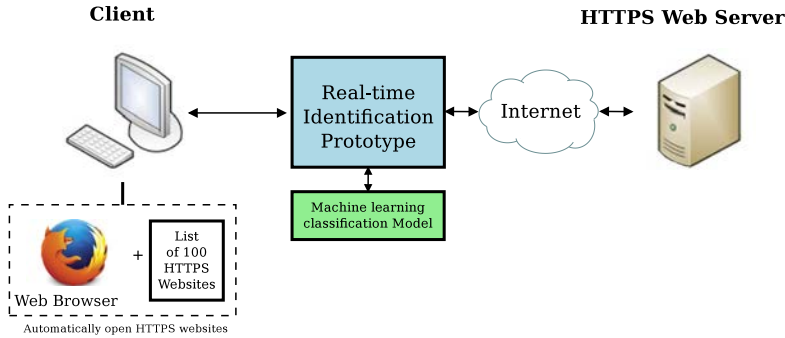 Client
HTTPS Web Server
Real-time
Identification
Prototype
Internet
Machine learning
classification Model
List
of 100
HTTPS
Websites
+
Web Browser
Automatically open HTTPS websites